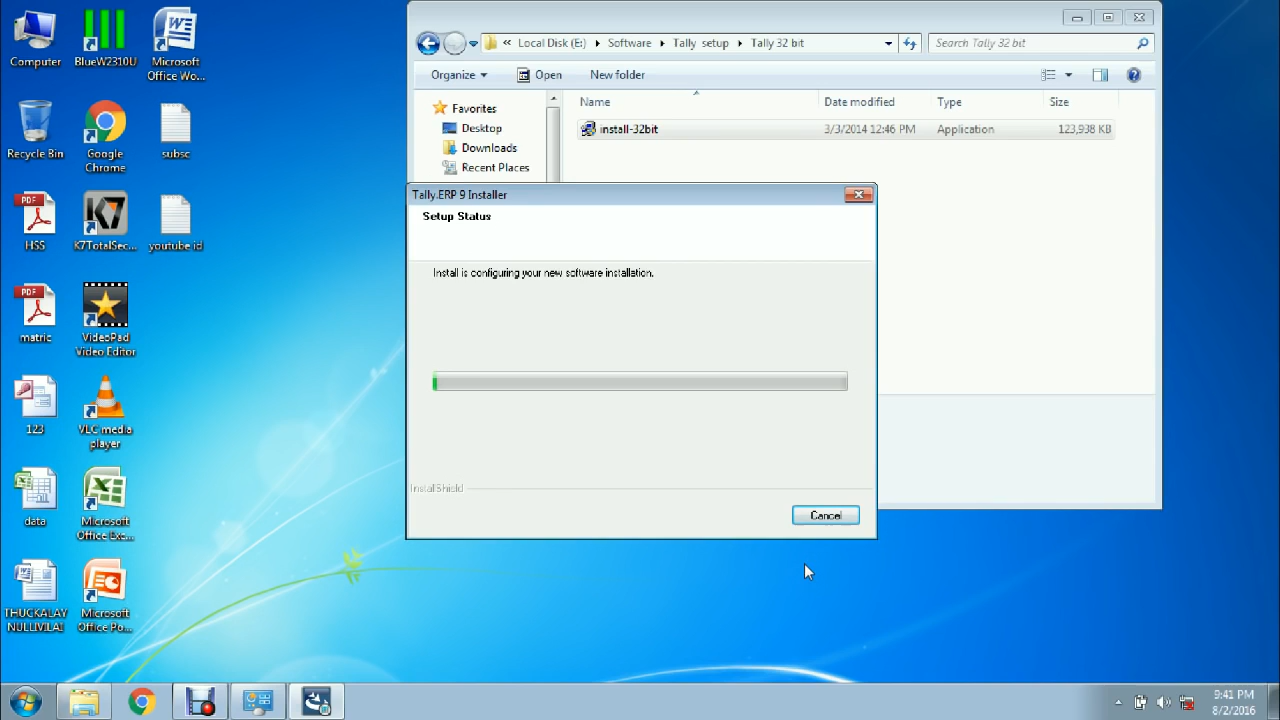 Computer
BlueW2310U
Microsoft
Office Wo...
Recycle Bin
Google
Chrome
subsc
PDF
HSS
K7
K7TotalSec...
youtube id
PDF
matric
VideoPad
Video Editor
123
VLC media
player
data
Microsoft
Office Exc...
THUCKALAY
NULLIVILAI
Microsoft
Office Po...
« Local Disk (E:) Software Tally setup Tally 32 bit
Search Tally 32 bit
Organize Open New folder
Favorites
Desktop
Downloads
Recent Places
Name Date modified Type Size
install-32bit 3/3/2014 12:46 PM Application 123,938 KB
Tally.ERP 9 Installer
Setup Status
Install is configuring your new software installation.
InstallShield
Cancel
9:41 PM
8/2/2016